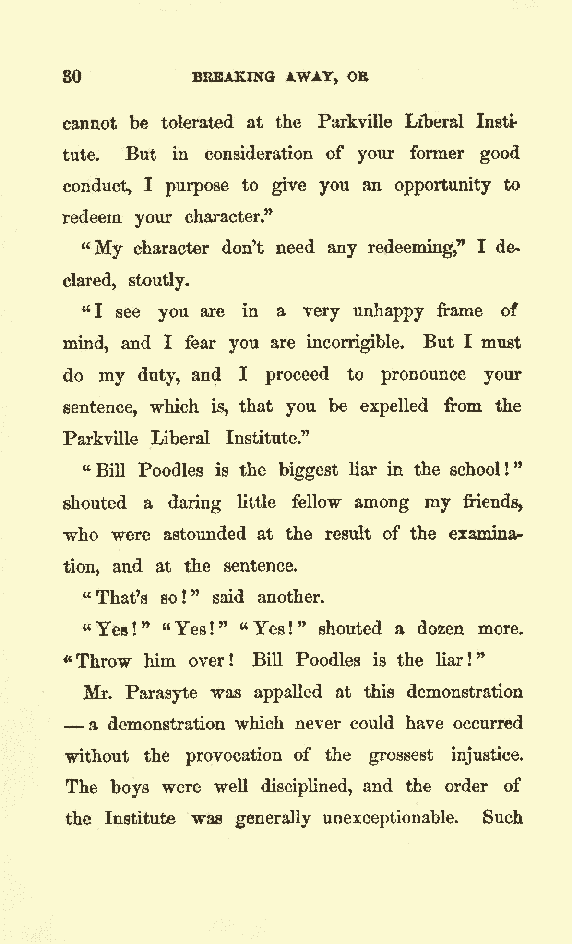 30 BREAKING AWAY, OR
cannot be tolerated at the Parkville Liberal Insti-
tute. But in consideration of your former good
conduct, I purpose to give you an opportunity to
redeem your character."
"My character don't need any redeeming," I de-
clared, stoutly.
"I see you are in a very unhappy frame of
mind, and I fear you are incorrigible. But I must
do my duty, and I proceed to pronounce your
sentence, which is, that you be expelled from the
Parkville Liberal Institute."
"Bill Poodles is the biggest liar in the school!"
shouted a daring little fellow among my friends,
who were astounded at the result of the examina-
tion, and at the sentence.
"That's so!" said another.
"Yes!" "Yes!" "Yes!" shouted a dozen more.
"Throw him over! Bill Poodles is the liar!"
Mr. Parasyte was appalled at this demonstration
—a demonstration which never could have occurred
without the provocation of the grossest injustice.
The boys were well disciplined, and the order of
the Institute was generally unexceptionable. Such